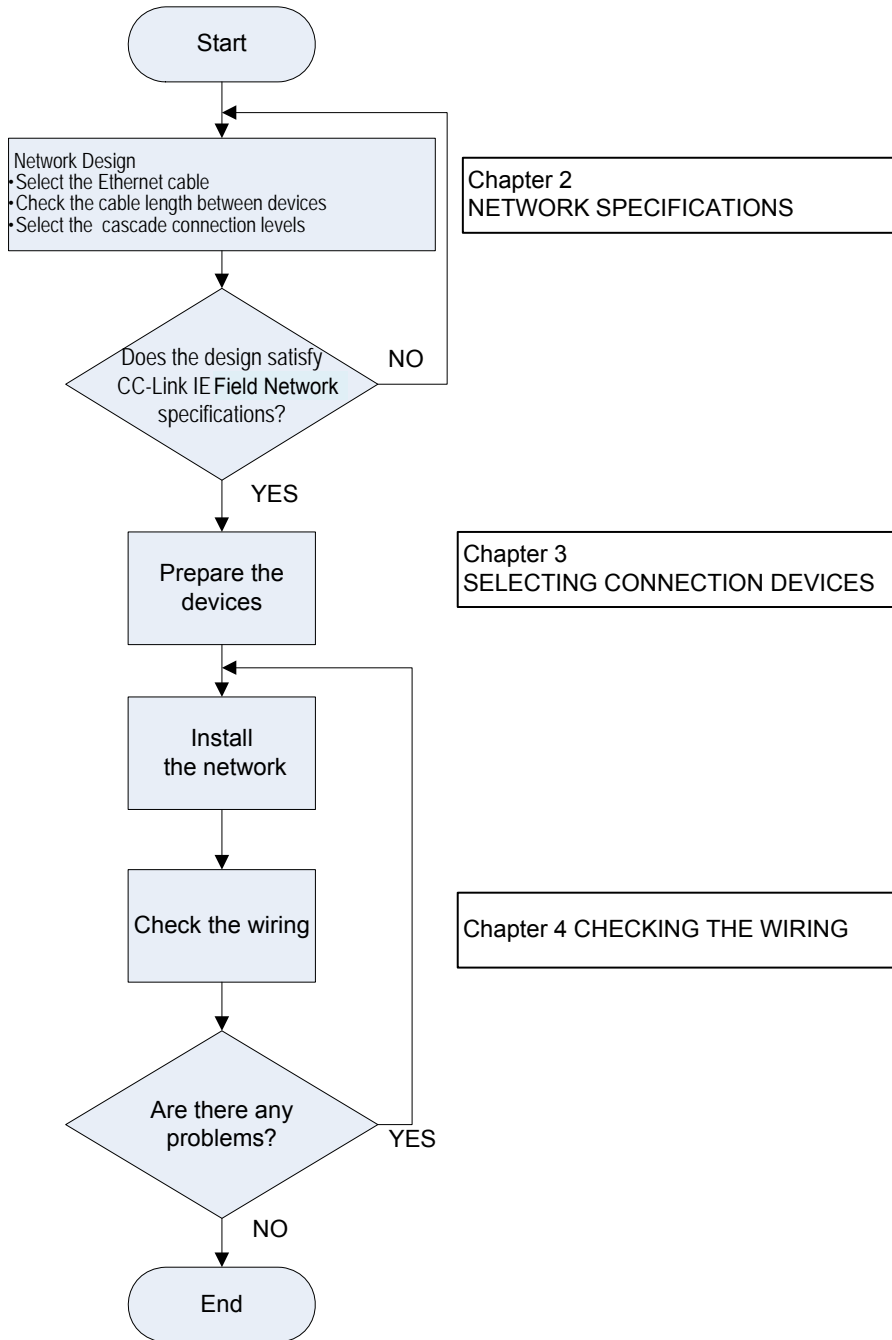 Start
Network Design
•Select the Ethernet cable
•Check the cable length between devices
•Select the cascade connection levels
Chapter 2
NETWORK SPECIFICATIONS
Does the design satisfy
CC-Link IE Field Network
specifications?
NO
YES
Prepare the
devices
Chapter 3
SELECTING CONNECTION DEVICES
Install
the network
Check the wiring
Chapter 4 CHECKING THE WIRING
Are there any
problems?
YES
NO
End